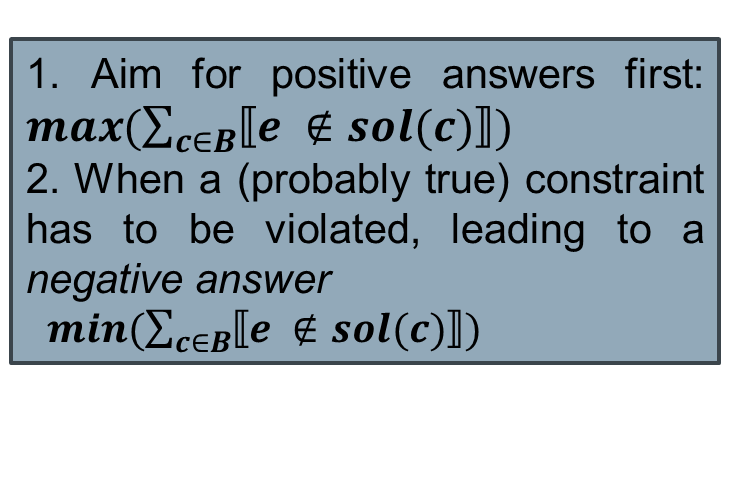 1. Aim for positive answers first:
max(∑c∈B⟦e ∉ sol(c)⟧)
2. When a (probably true) constraint
has to be violated, leading to a
negative answer
min(∑c∈B⟦e ∉ sol(c)⟧)